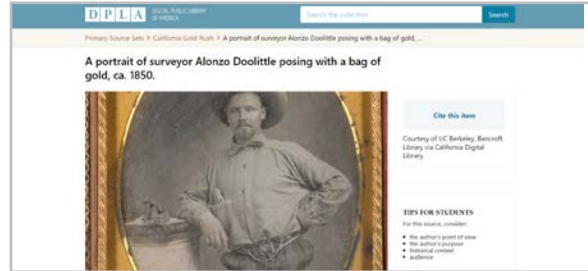 DPLA
DIGITAL PUBLIC LIBRARY
OF AMERICA
Search the collection
Search
Primary Source Sets > California Gold Rush > A portrait of surveyor Alonzo Doolittle posing with a bag of gold, ...
A portrait of surveyor Alonzo Doolittle posing with a bag of
gold, ca. 1850.
Cite this item
Courtesy of UC Berkeley, Bancroft
Library via California Digital
Library.
TIPS FOR STUDENTS
For this source, consider:
• the author's point of view
• the author's purpose
• historical context
• audience